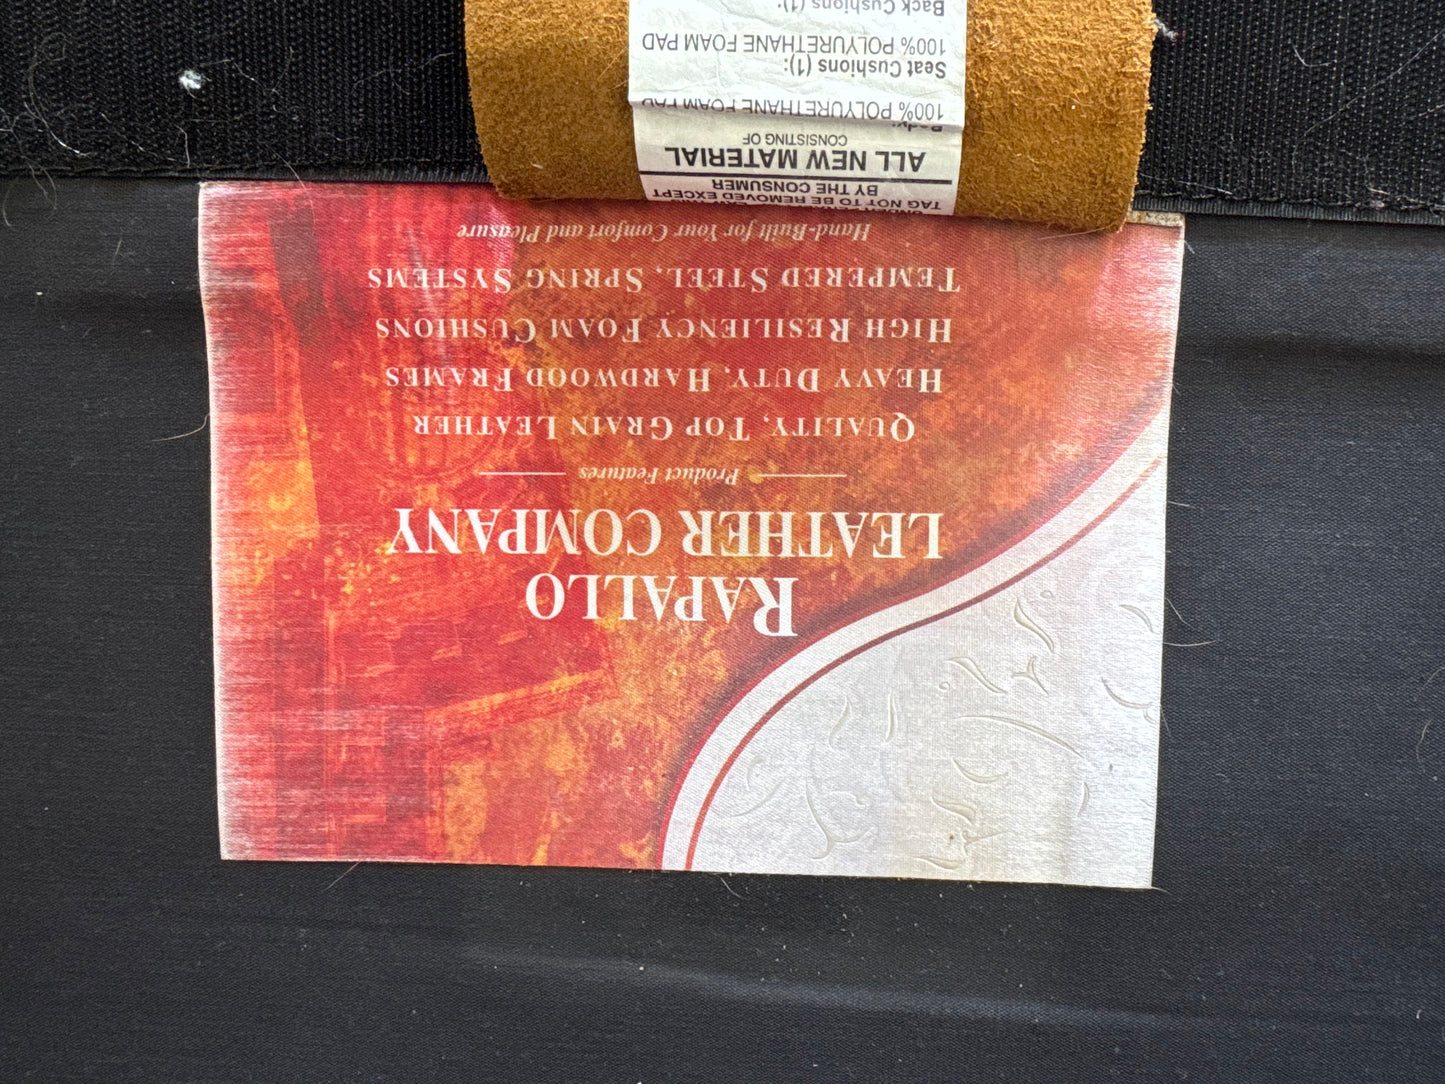 RAPALLO
LEATHER COMPANY
Product Features
QUALITY, TOP GRAIN LEATHER
HEAVY DUTY, HARDWOOD FRAMES
HIGH RESILIENCY FOAM CUSHIONS
TEMPERED STEEL, SPRING SYSTEMS
Hand-Built for Your Comfort and Pleasure
TAG NOT TO BE REMOVED EXCEPT
BY THE CONSUMER
ALL NEW MATERIAL
CONSISTING OF
Body:
100% POLYURETHANE FOAM PAD
Seat Cushions (1):
100% POLYURETHANE FOAM PAD
Back Cushions (1):